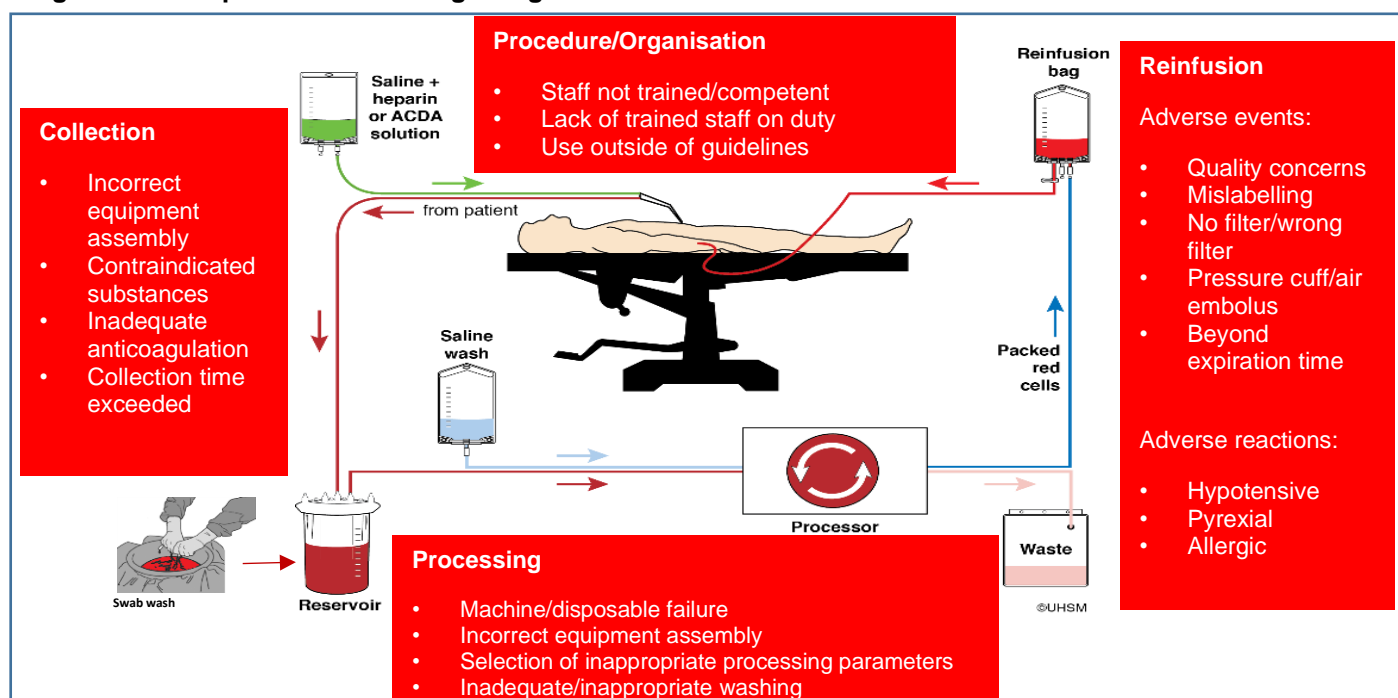 Procedure/Organisation
• Staff not trained/competent
• Lack of trained staff on duty
• Use outside of guidelines
Saline +
heparin
or ACDA
solution
Reinfusion
bag
Collection
• Incorrect
equipment
assembly
• Contraindicated
substances
• Inadequate
anticoagulation
• Collection time
exceeded
from patient
Reinfusion
Adverse events:
• Quality concerns
• Mislabelling
• No filter/wrong
filter
• Pressure cuff/air
embolus
• Beyond
expiration time
Adverse reactions:
• Hypotensive
• Pyrexial
• Allergic
Saline
wash
Packed
red
cells
Processor
Waste
©UHSM
Swab wash
Reservoir
Processing
• Machine/disposable failure
• Incorrect equipment assembly
• Selection of inappropriate processing parameters
• Inadequate/inappropriate washing